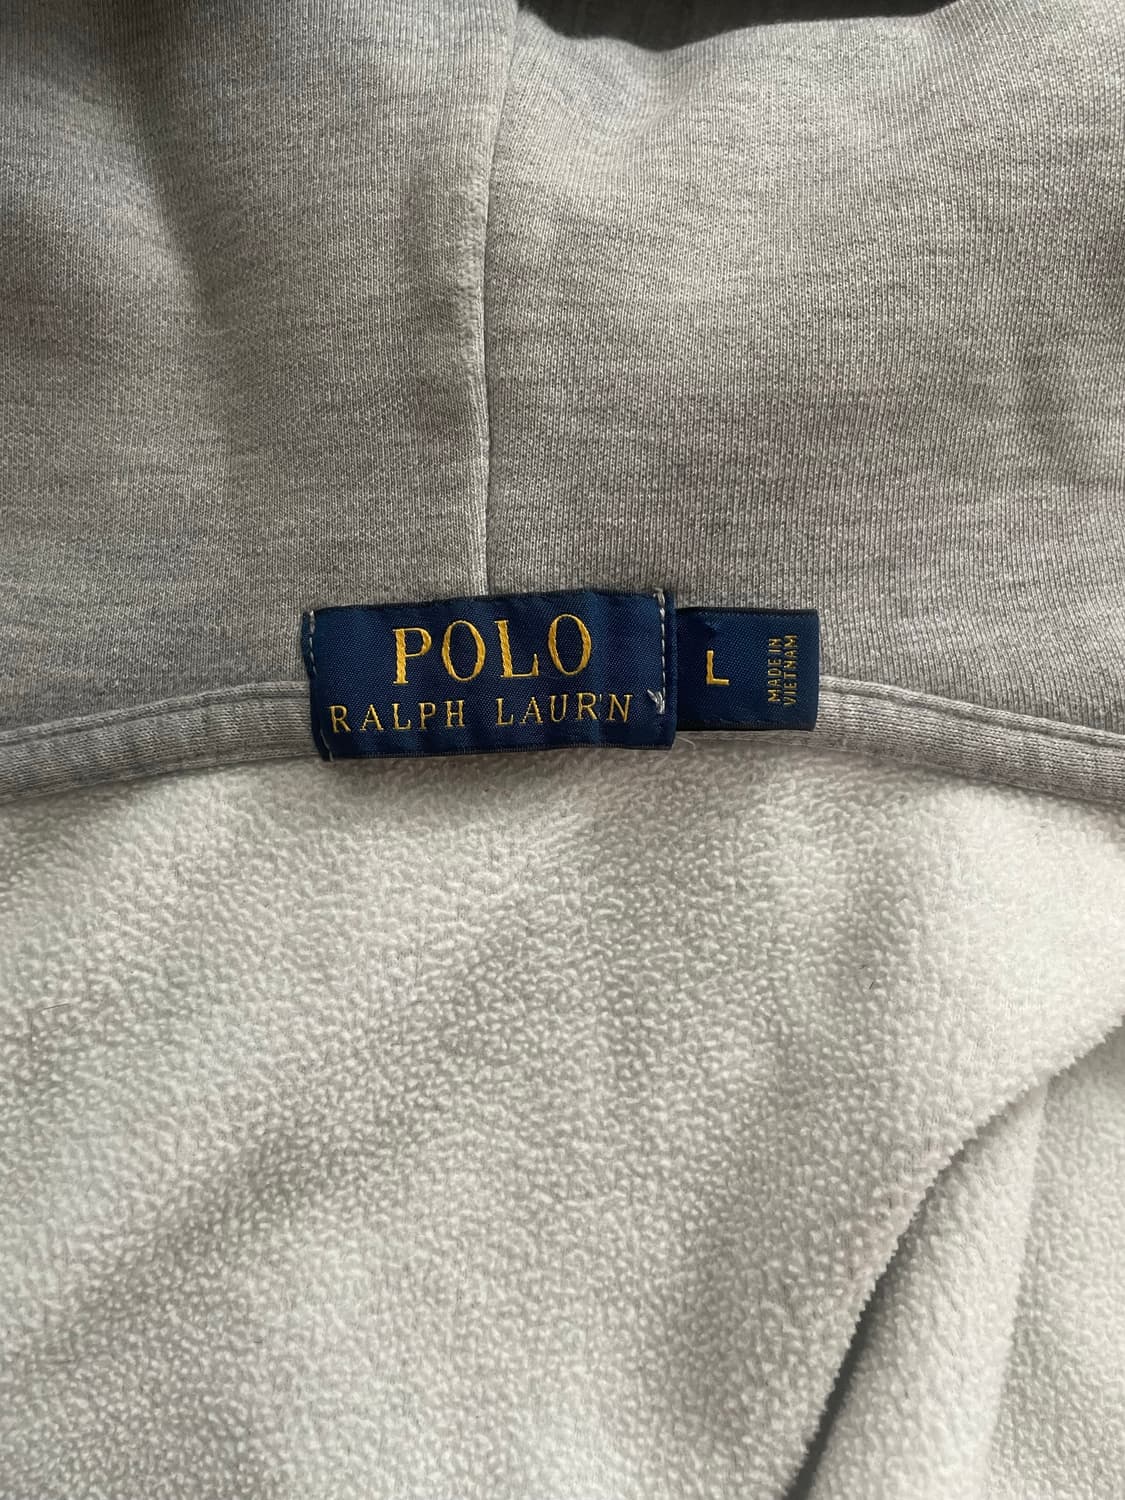 POLO
RALPH LAUR'N
L
MADE IN
VIETNAM